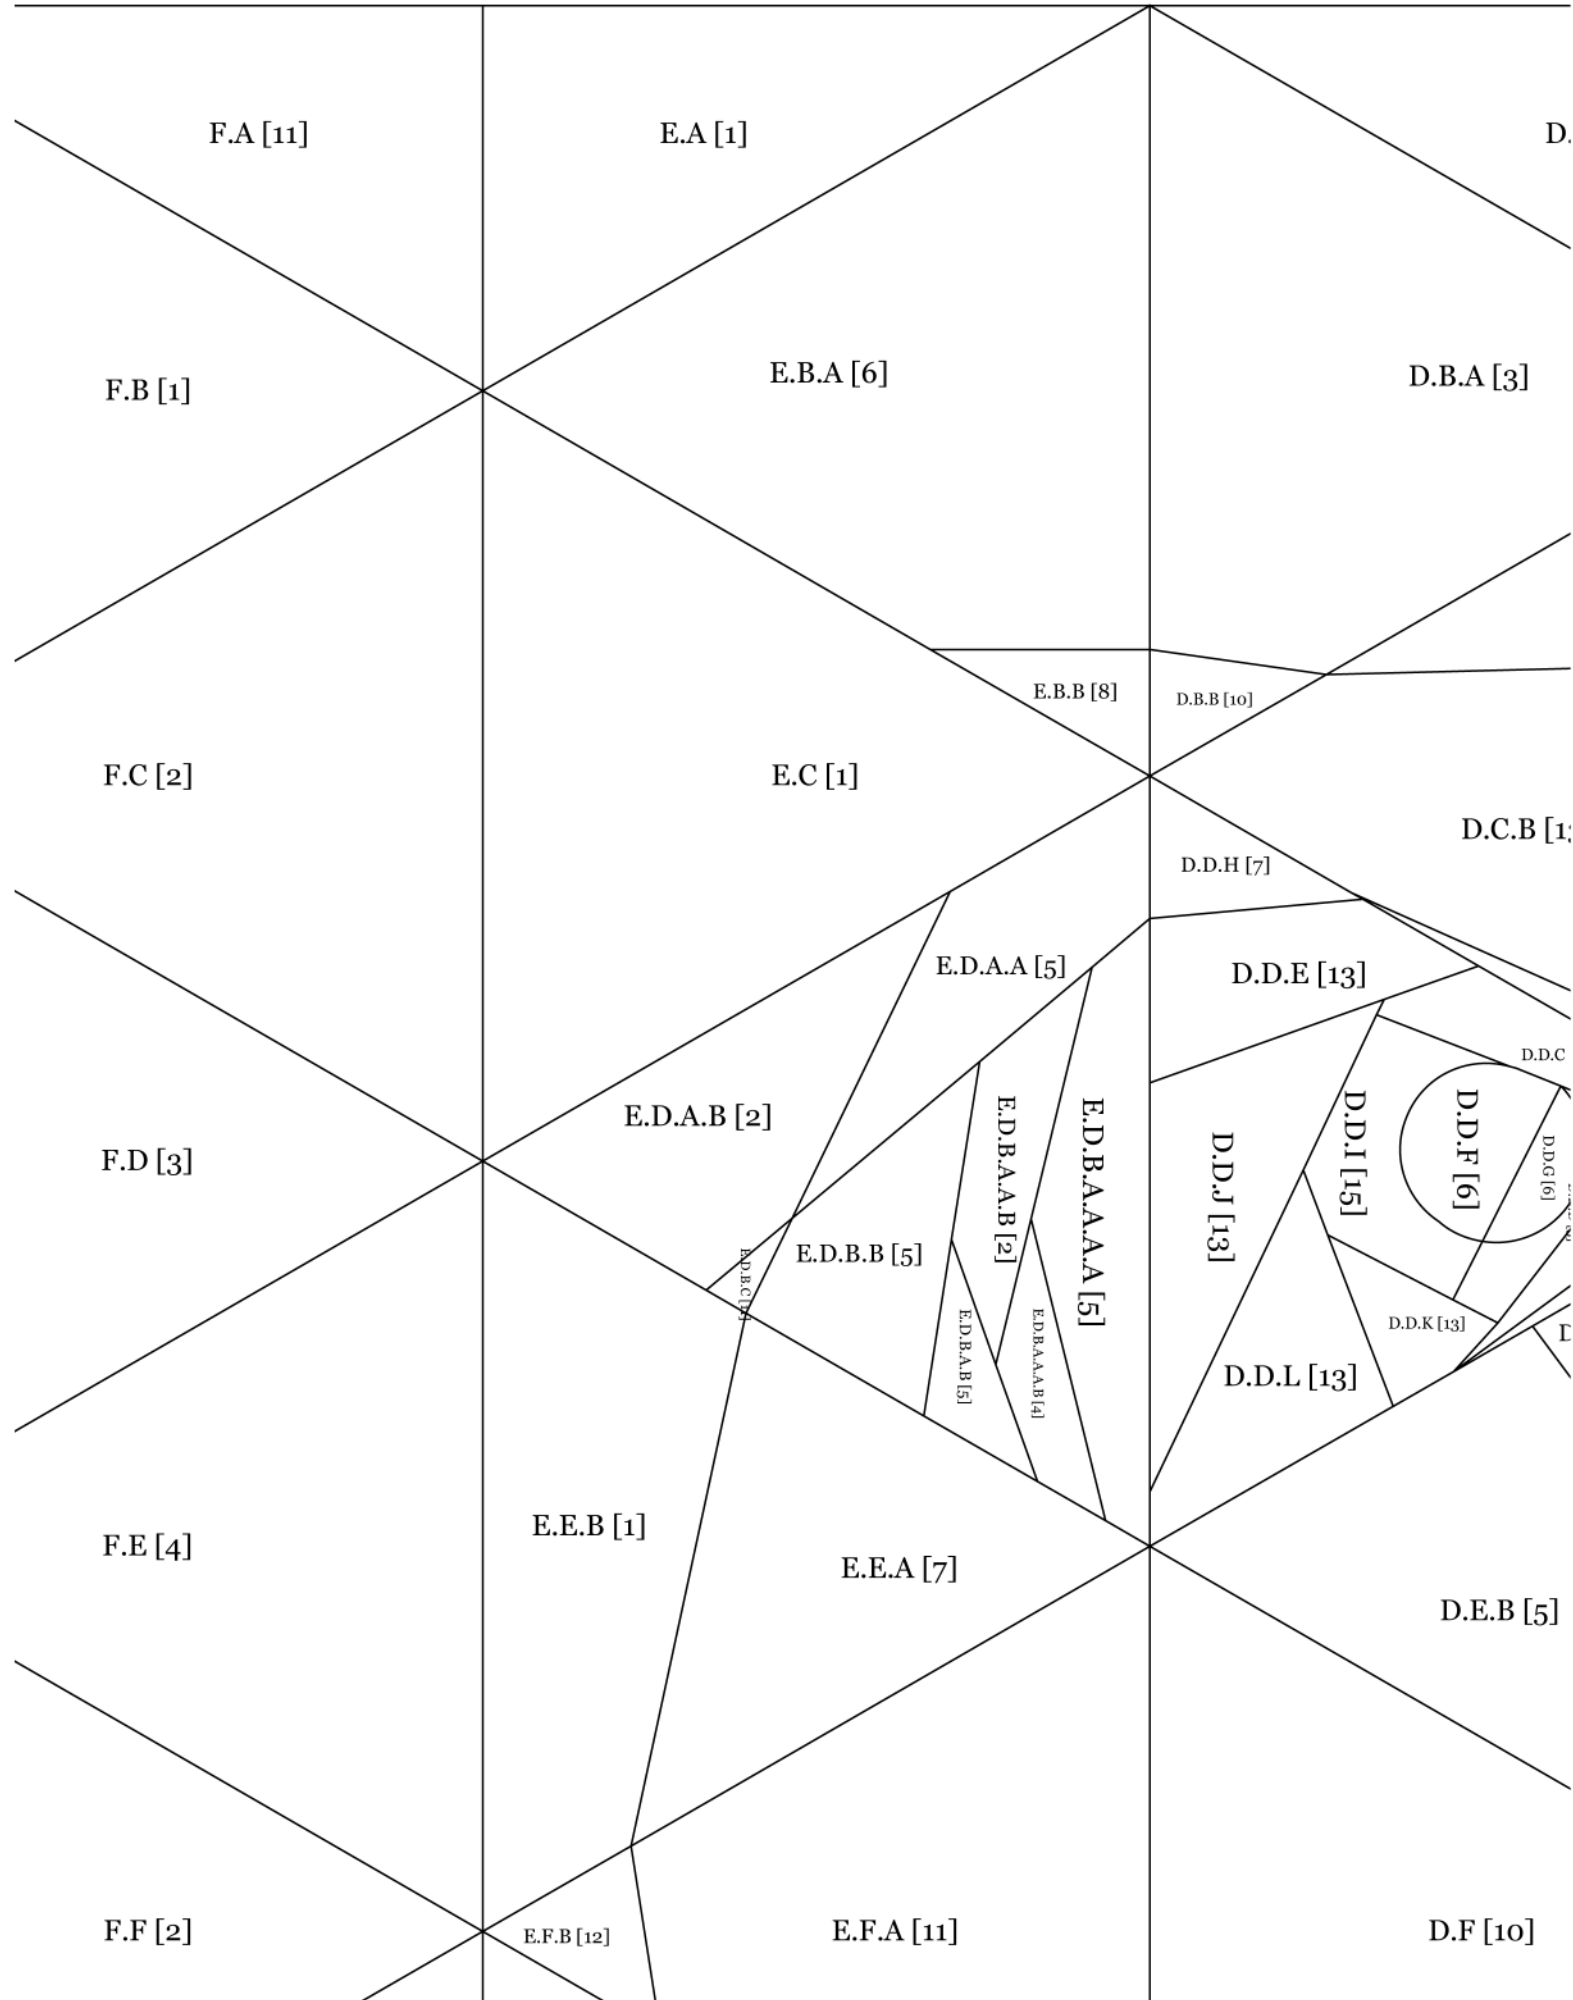 F.A [11]
E.A [1]
D.
F.B [1]
E.B.A [6]
D.B.A [3]
E.B.B [8]
D.B.B [10]
F.C [2]
E.C [1]
D.C.B [1
D.D.H [7]
E.D.A.A [5]
D.D.E [13]
D.D.C
E.D.A.B [2]
F.D [3]
E.D.B.A.A.B [2]
E.D.B.A.A.A.A [5]
D.D.J [13]
D.D.I [15]
D.D.F [6]
D.D.G [6]
E.D.B.B [5]
E.D.B.A.B [5]
E.D.B.A.A.A.B [4]
D.D.K [13]
D.D.L [13]
F.E [4]
E.E.B [1]
E.E.A [7]
D.E.B [5]
F.F [2]
E.F.B [12]
E.F.A [11]
D.F [10]